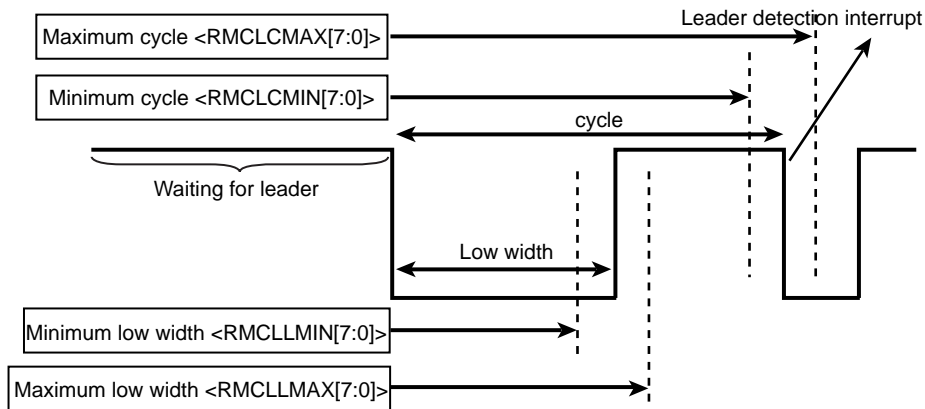 Leader detection interrupt
Maximum cycle <RMCLCMAX[7:0]>
Minimum cycle <RMCLCMIN[7:0]>
cycle
Waiting for leader
Low width
Minimum low width <RMCLLMIN[7:0]>
Maximum low width <RMCLLMAX[7:0]>